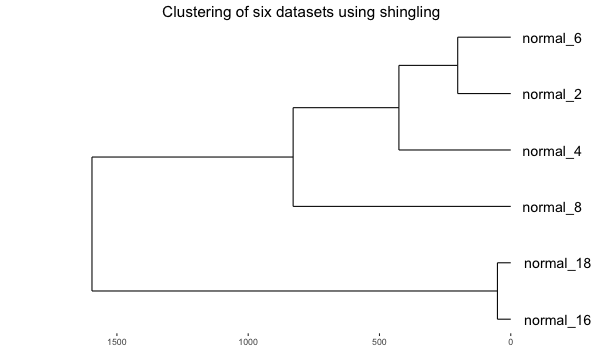 Clustering of six datasets using shingling
normal_6
normal_2
normal_4
normal_8
normal_18
normal_16
1500 1000 500 0